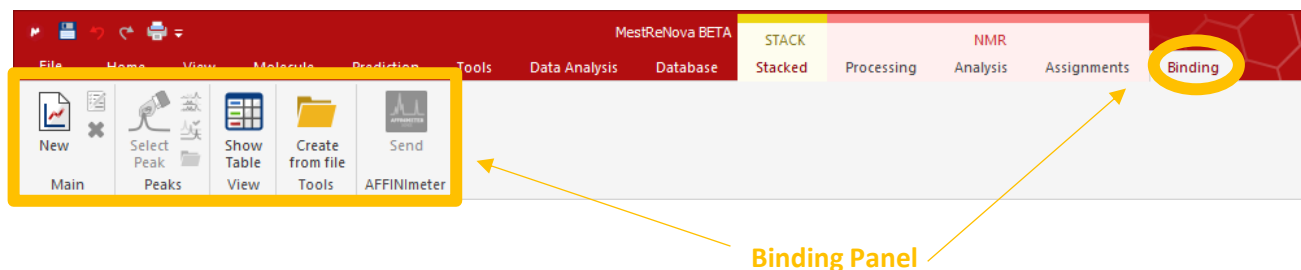 MestReNova BETA
STACK
NMR
File Home View Molecule Prediction Tools Data Analysis Database Stacked Processing Analysis Assignments Binding
New
Select
Peak
Show
Table
Create
from file
AFFINIMETER
Send
Main
Peaks
View
Tools
AFFINImeter
Binding Panel